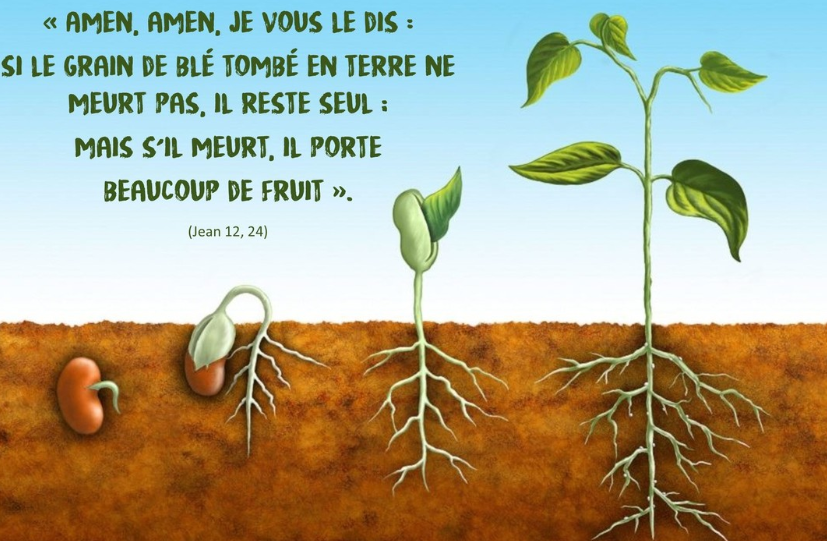 « AMEN, AMEN, JE VOUS LE DIS :
SI LE GRAIN DE BLÉ TOMBÉ EN TERRE NE
MEURT PAS, IL RESTE SEUL :
MAIS S'IL MEURT, IL PORTE
BEAUCOUP DE FRUIT ».
(Jean 12, 24)